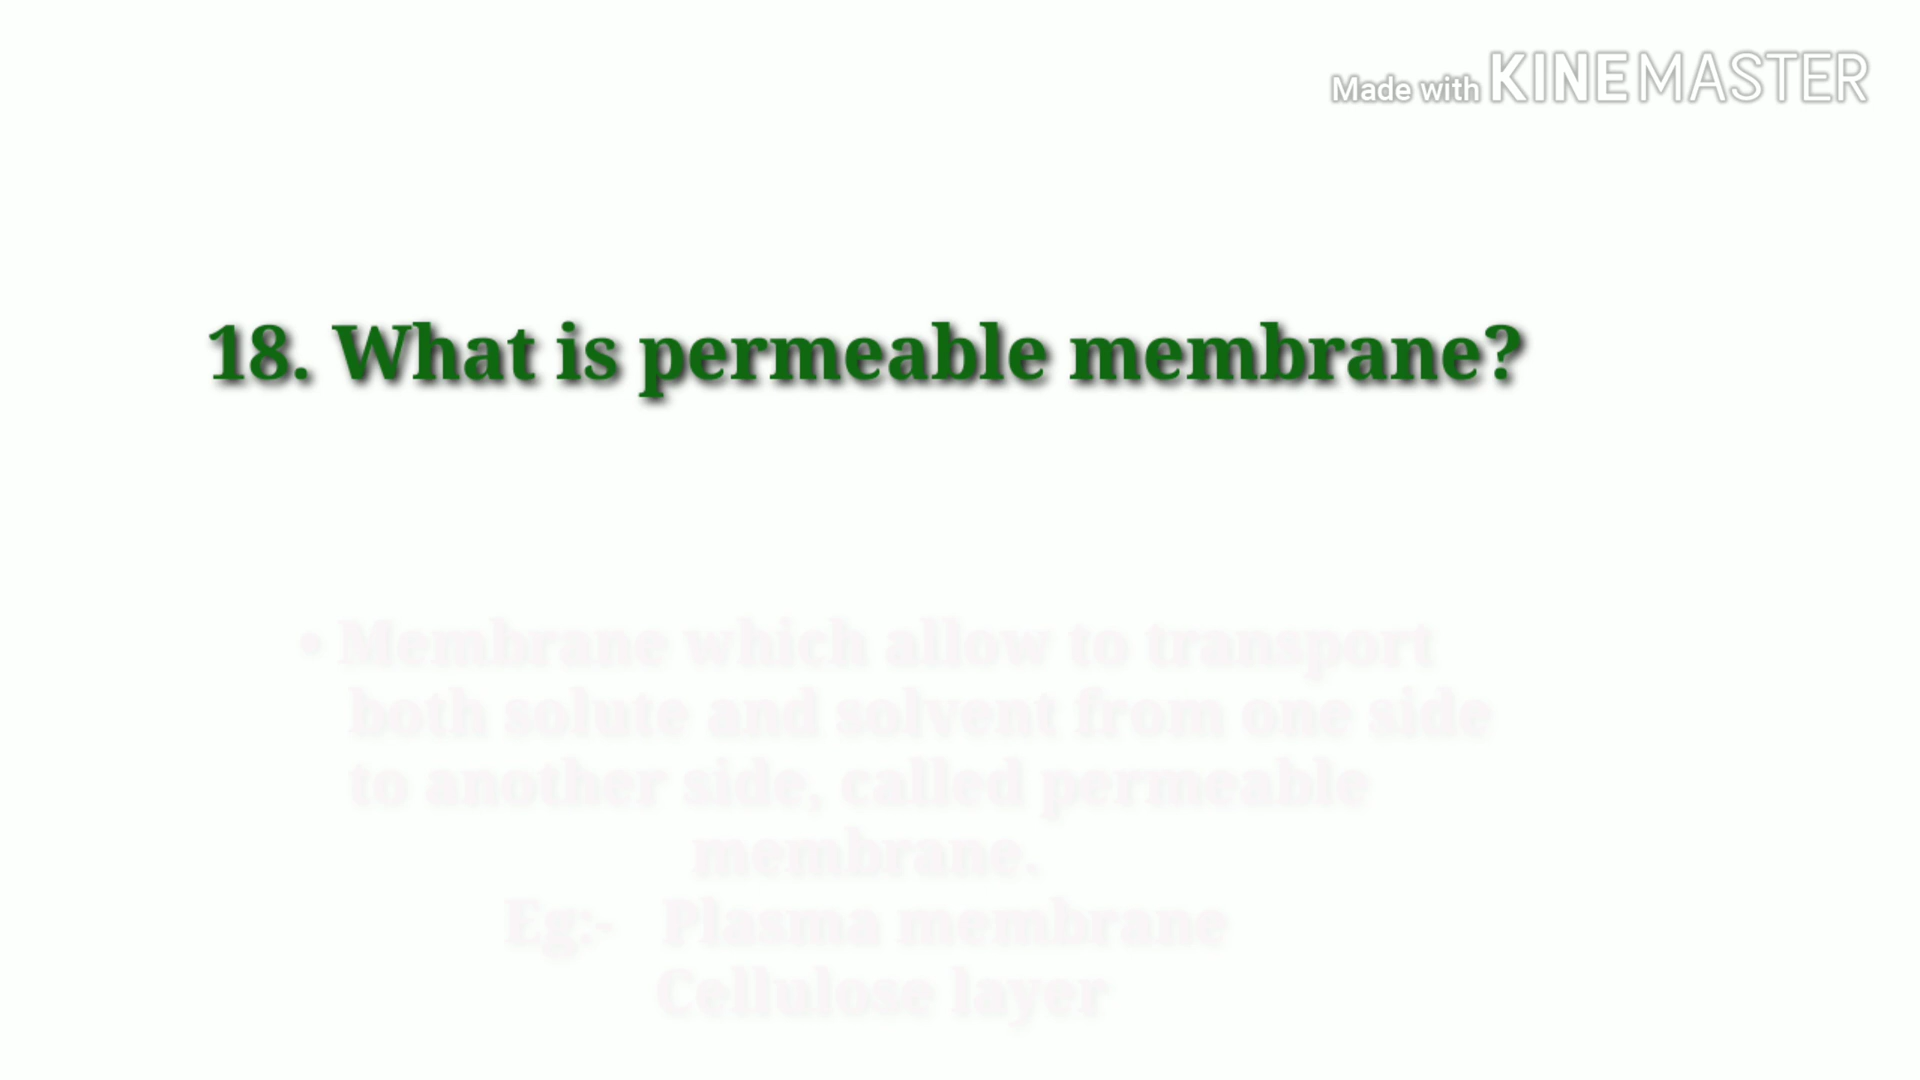 Made with KINEMASTER
18. What is permeable membrane?
• Membrane which allow to transport
both solute and solvent from one side
to another side, called permeable
membrane.
Eg:- Plasma membrane
Cellulose layer